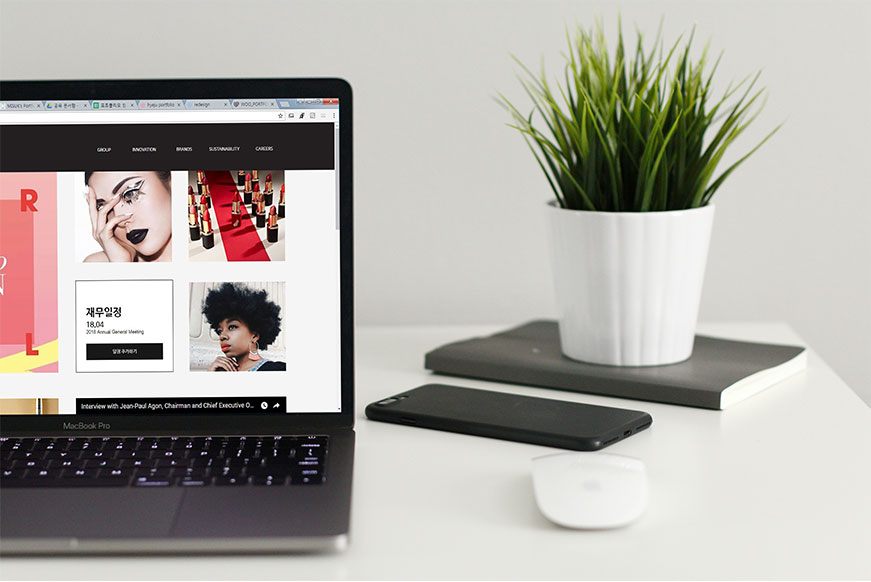 redesign
GROUP
INNOVATION
BRANDS
SUSTAINABILITY
CAREERS
R
L
N
재무일정
18,04
2018 Annual General Meeting
일정 추가하기
Interview with Jean-Paul Agon, Chairman and Chief Executive O...
MacBook Pro